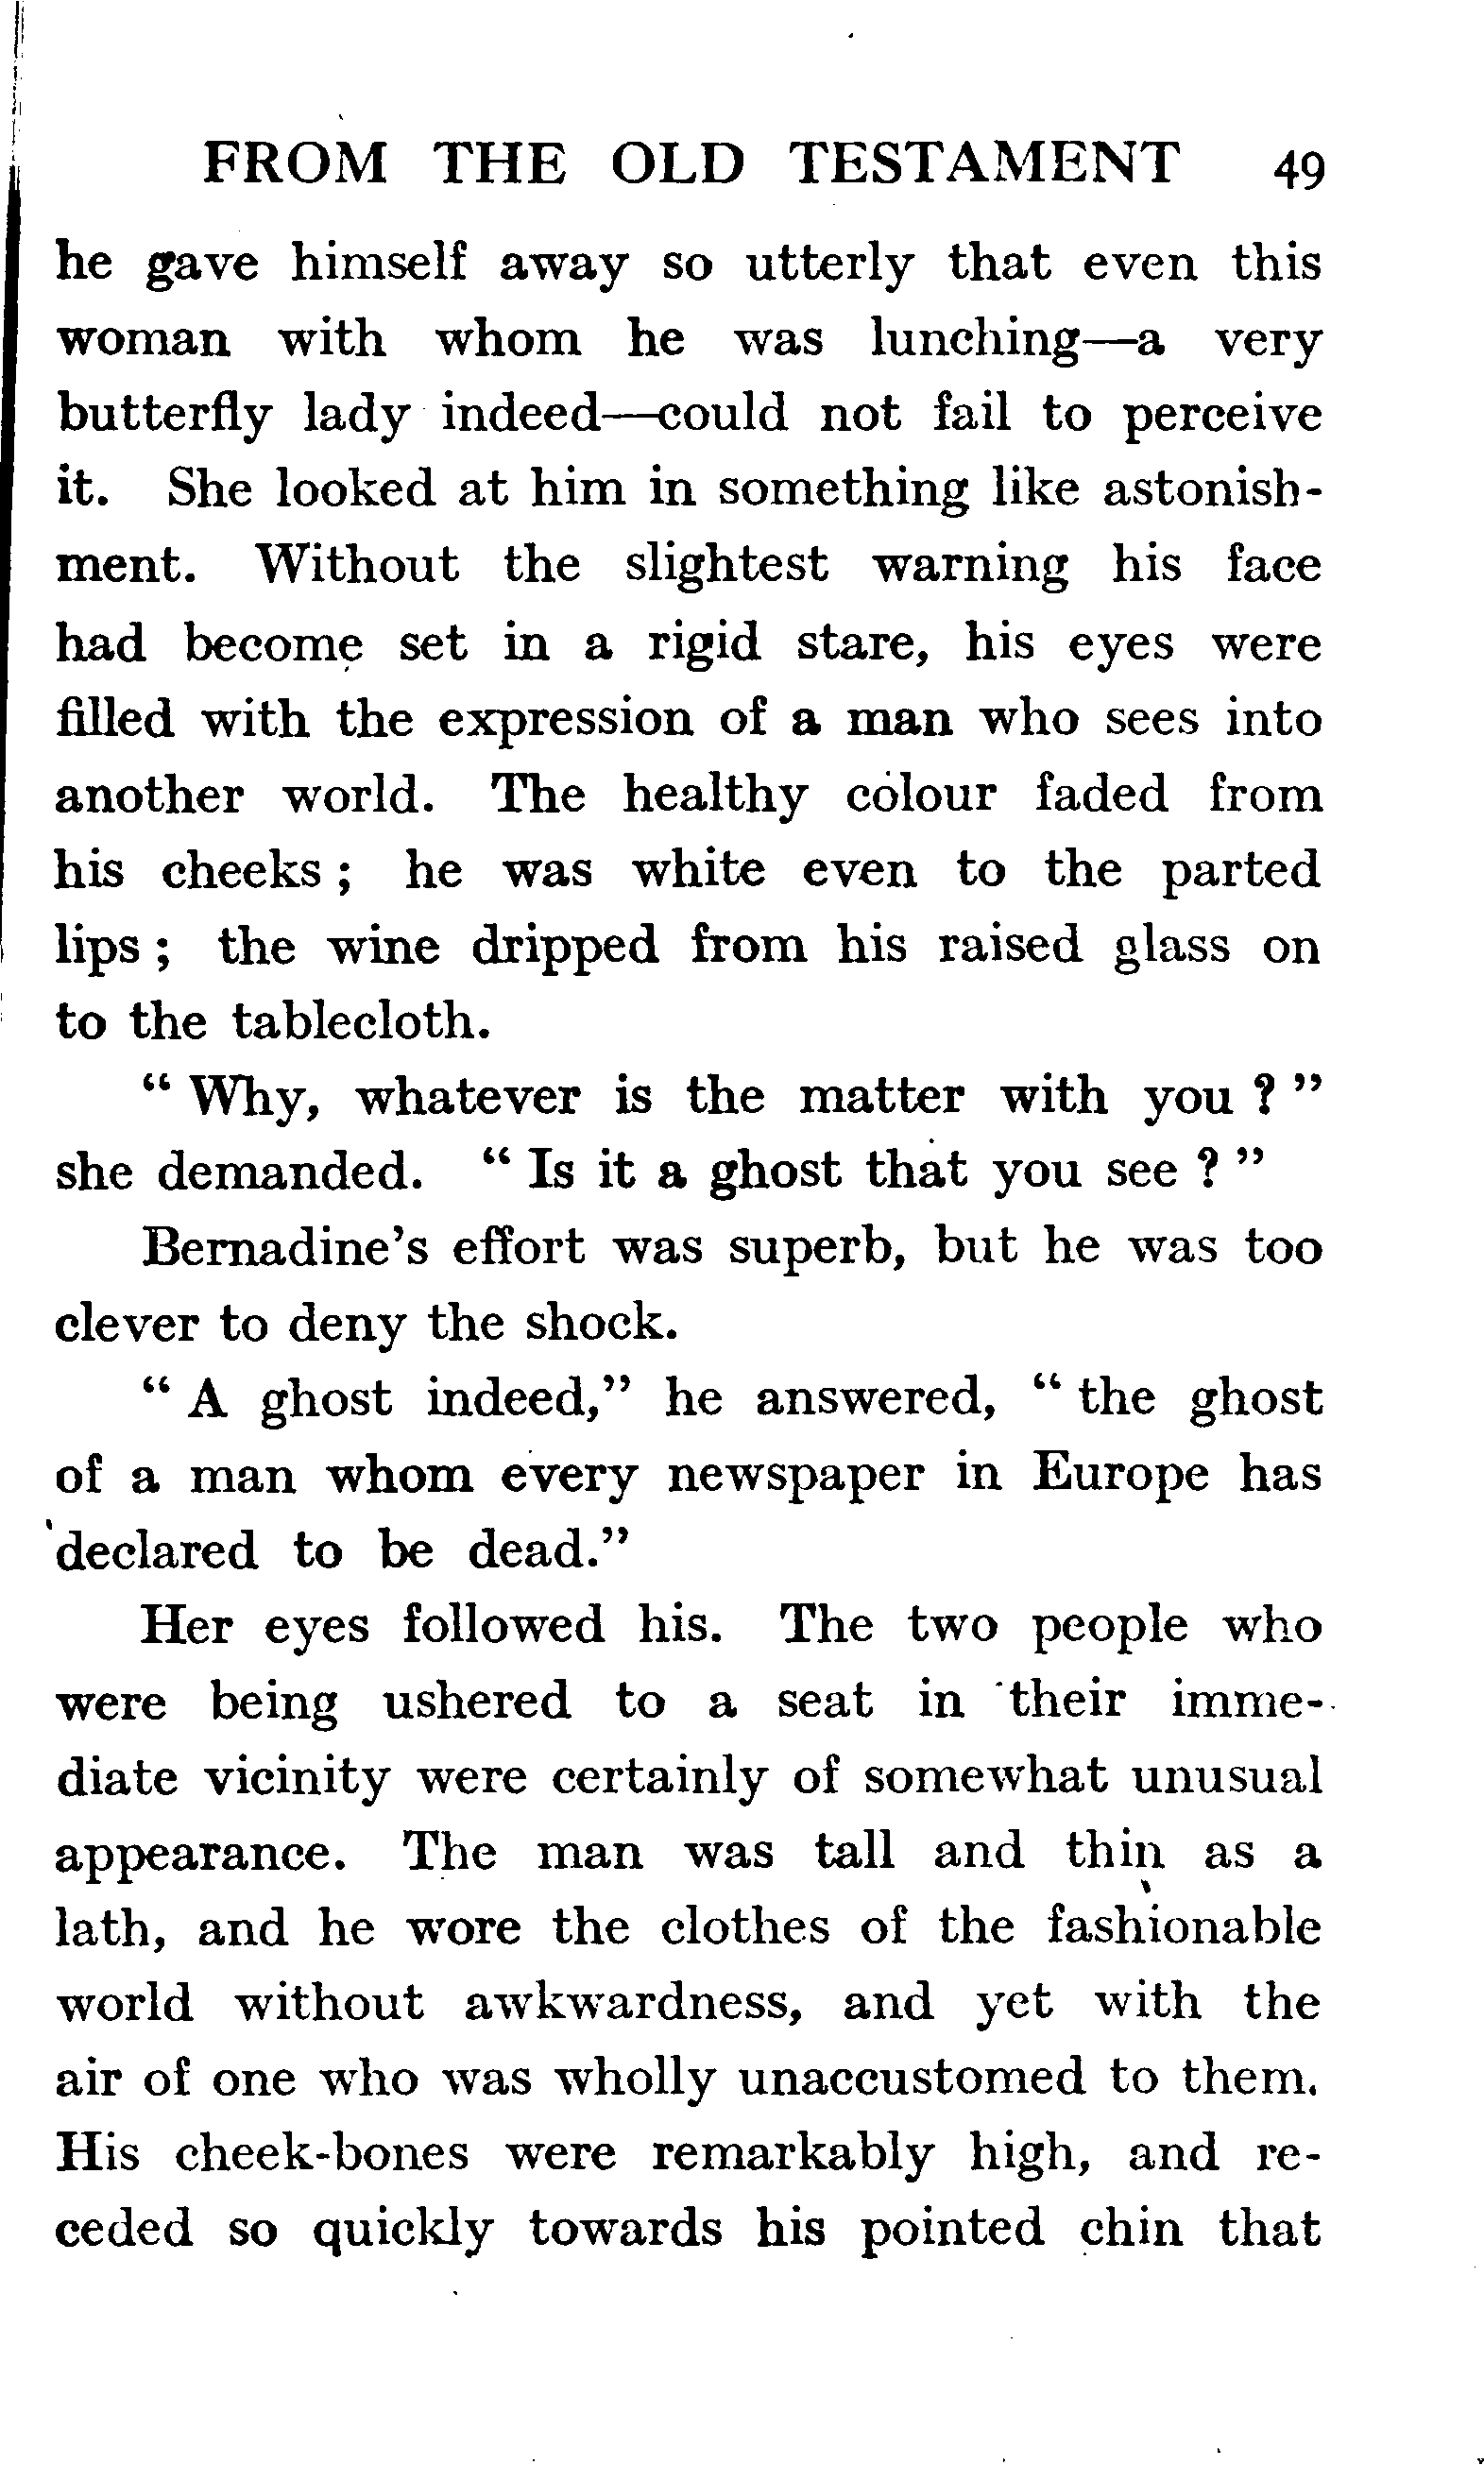 FROM THE OLD TESTAMENT 49
he gave himself away so utterly that even this
woman with whom he was lunching—a very
butterfly lady indeed—could not fail to perceive
it. She looked at him in something like astonish-
ment. Without the slightest warning his face
had become set in a rigid stare, his eyes were
filled with the expression of a man who sees into
another world. The healthy colour faded from
his cheeks ; he was white even to the parted
lips ; the wine dripped from his raised glass on
to the tablecloth.
“ Why, whatever is the matter with you ? ”
she demanded. “ Is it a ghost that you see ? ”
Bernadine’s effort was superb, but he was too
clever to deny the shock.
“ A ghost indeed,” he answered, “ the ghost
of a man whom every newspaper in Europe has
declared to be dead.”
Her eyes followed his. The two people who
were being ushered to a seat in their imme-
diate vicinity were certainly of somewhat unusual
appearance. The man was tall and thin as a
lath, and he wore the clothes of the fashionable
world without awkwardness, and yet with the
air of one who was wholly unaccustomed to them.
His cheek-bones were remarkably high, and re-
ceded so quickly towards his pointed chin that